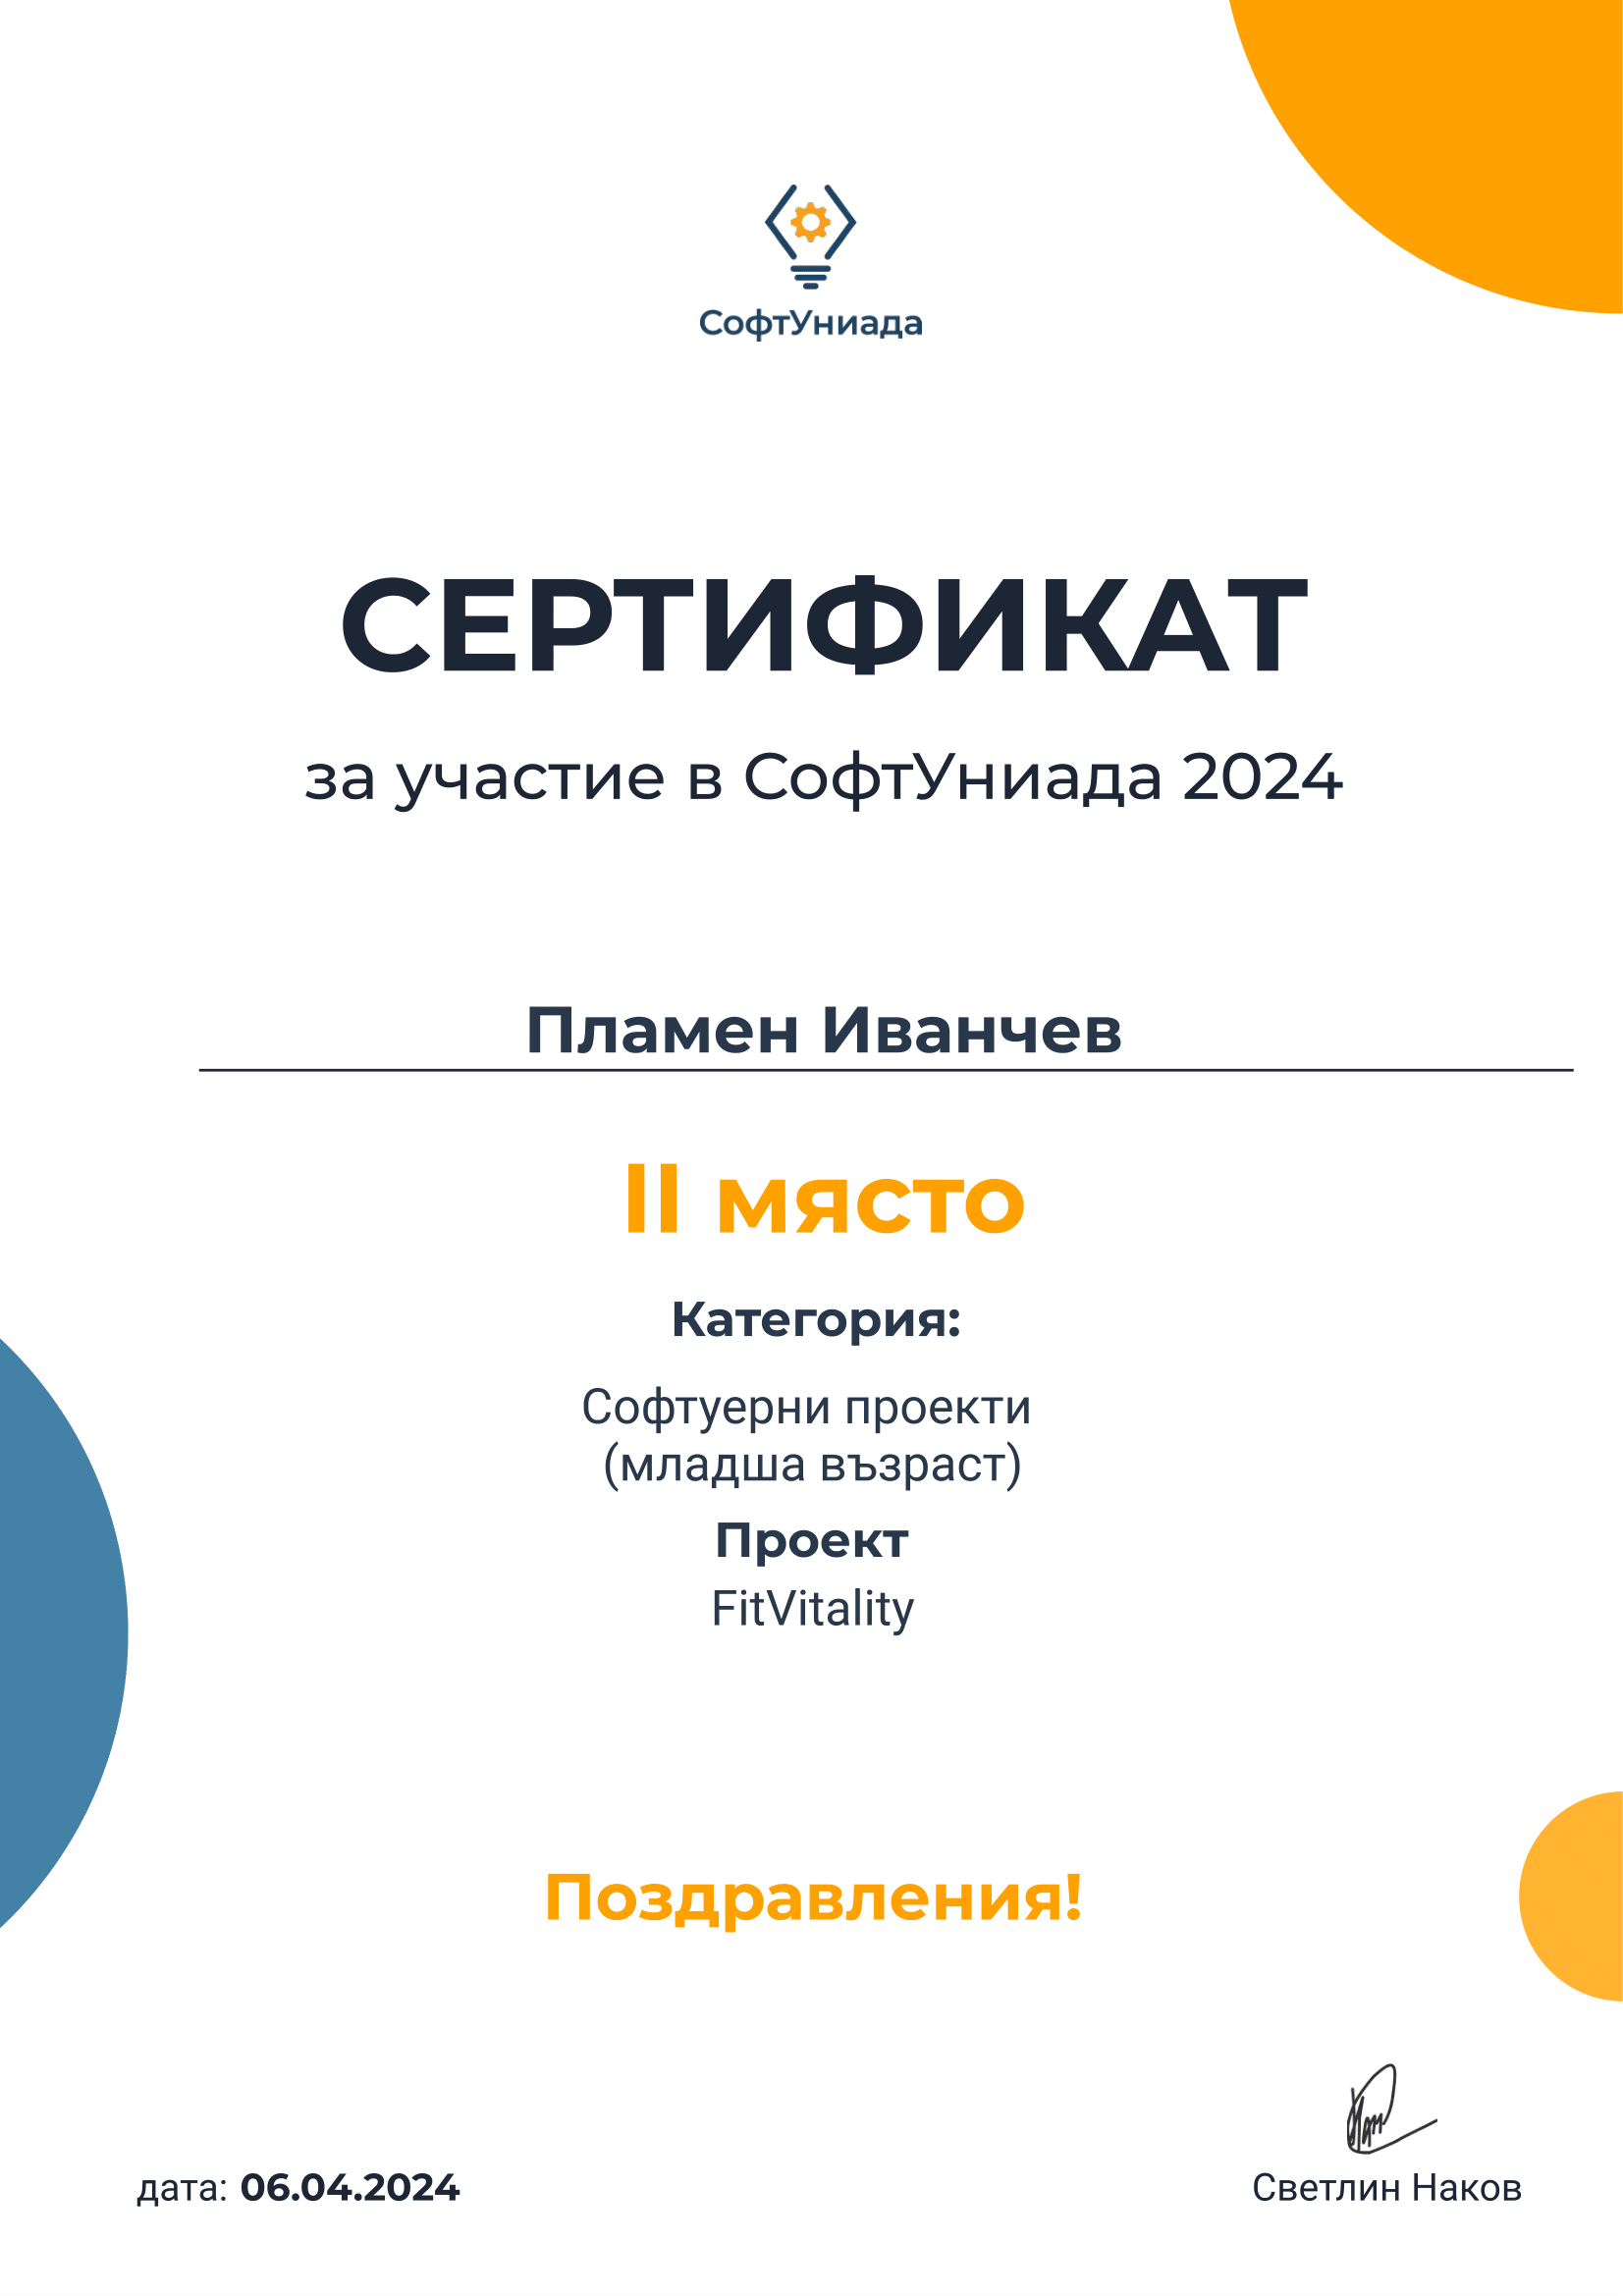 СофтУниада
СЕРТИФИКАТ
за участие в СофтУниада 2024
Пламен Иванчев
II място
Категория:
Софтуерни проекти
(младша възраст)
Проект
FitVitality
Поздравления!
дата: 06.04.2024
Светлин Наков